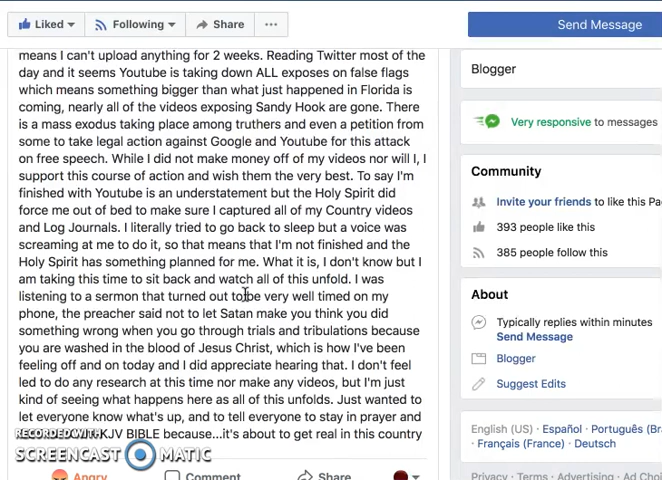 Liked
Following
Share
Send Message
means I can't upload anything for 2 weeks. Reading Twitter most of the
day and it seems Youtube is taking down ALL exposes on false flags
which means something bigger than what just happened in Florida is
coming, nearly all of the videos exposing Sandy Hook are gone. There
is a mass exodus taking place among truthers and even a petition from
some to take legal action against Google and Youtube for this attack
on free speech. While I did not make money off of my videos nor will I, I
support this course of action and wish them the very best. To say I'm
finished with Youtube is an understatement but the Holy Spirit did
force me out of bed to make sure I captured all of my Country videos
and Log Journals. I literally tried to go back to sleep but a voice was
screaming at me to do it, so that means that I'm not finished and the
Holy Spirit has something planned for me. What it is, I don't know but I
am taking this time to sit back and watch all of this unfold. I was
listening to a sermon that turned out to be very well timed on my
phone, the preacher said not to let Satan make you think you did
something wrong when you go through trials and tribulations because
you are washed in the blood of Jesus Christ, which is how I've been
feeling off and on today and I did appreciate hearing that. I don't feel
led to do any research at this time nor make any videos, but I'm just
kind of seeing what happens here as all of this unfolds. Just wanted to
let everyone know what's up, and to tell everyone to stay in prayer and
KJV BIBLE because...it's about to get real in this country
RECORDED WITH
SCREENCAST MATIC
Angry
Comment
Share
Blogger
Very responsive to messages
Community
Invite your friends to like this Pa
393 people like this
385 people follow this
About
Typically replies within minutes
Send Message
Blogger
Suggest Edits
English (US) · Español · Português (Bra
· Français (France) · Deutsch
Privacy · Terms · Advertising · Ad Ch